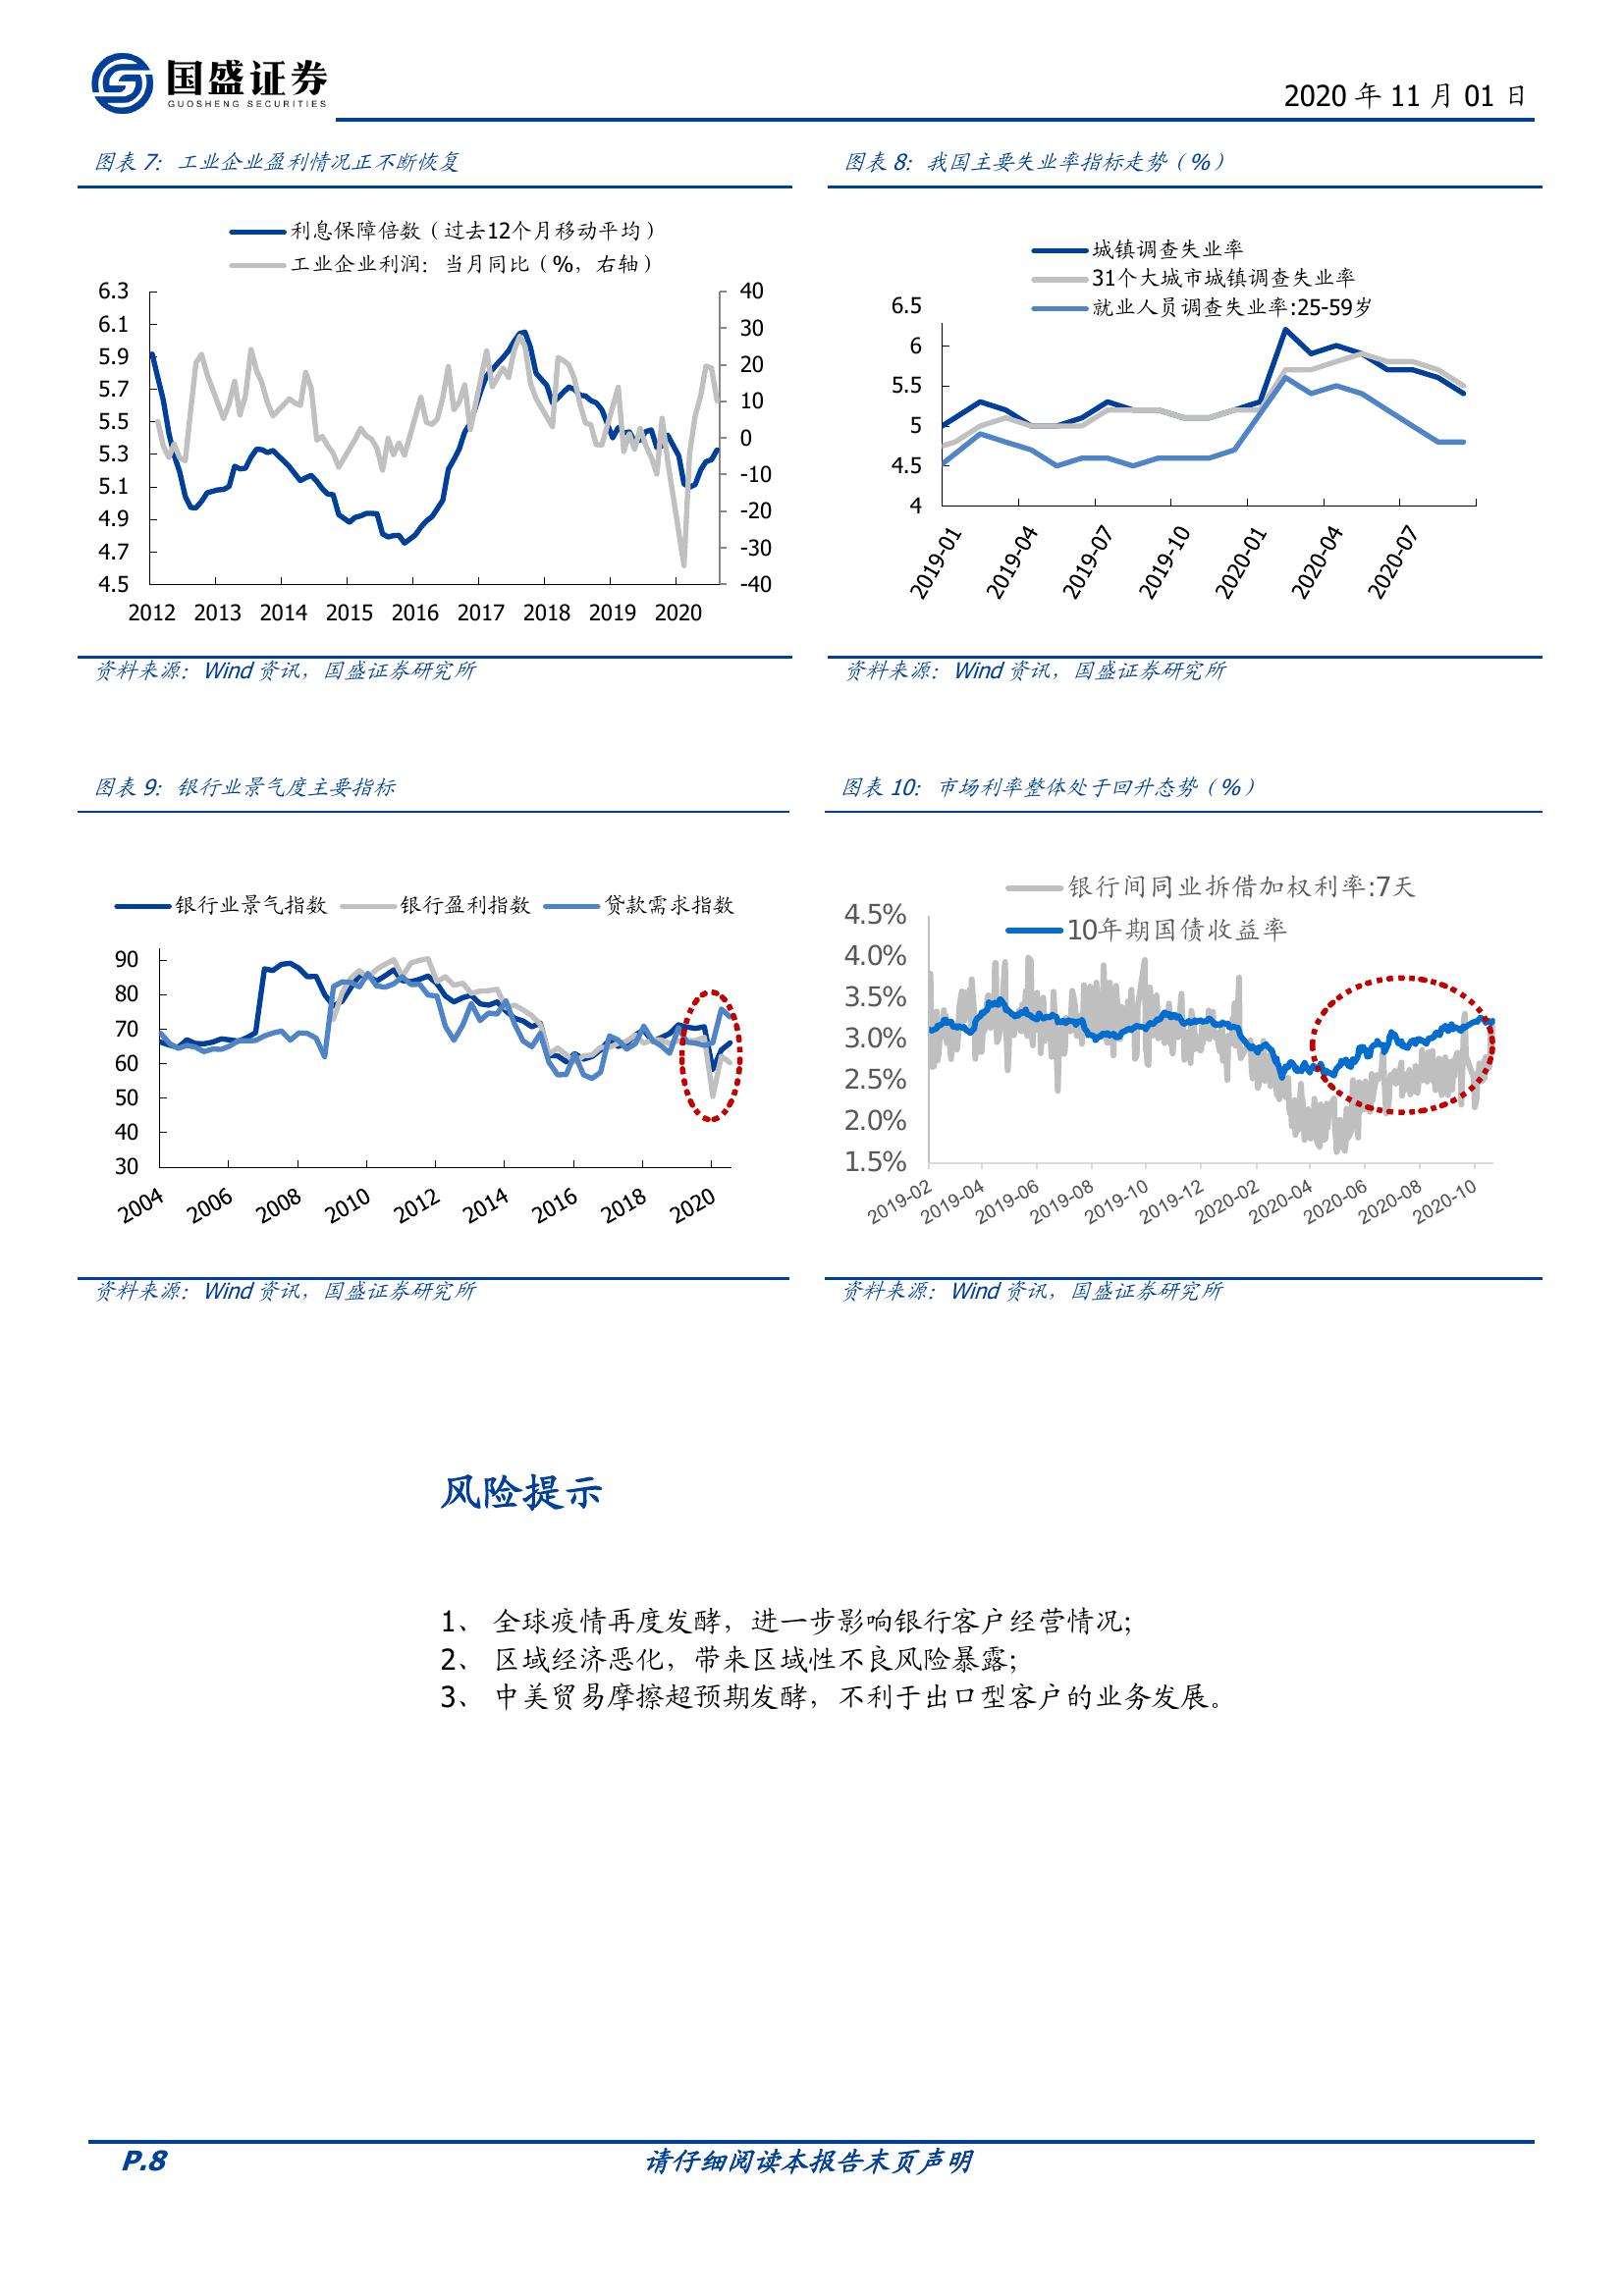 国盛证券
GUOSHENG SECURITIES
2020 年 11 月 01 日
图表 7：工业企业盈利情况正不断恢复
利息保障倍数（过去12个月移动平均）
工业企业利润：当月同比（%，右轴）
6.3
6.1
5.9
5.7
5.5
5.3
5.1
4.9
4.7
4.5
40
30
20
10
0
-10
-20
-30
-40
2012 2013 2014 2015 2016 2017 2018 2019 2020
资料来源：Wind 资讯，国盛证券研究所
图表 8：我国主要失业率指标走势（%）
城镇调查失业率
31个大城市城镇调查失业率
就业人员调查失业率:25-59岁
6.5
6
5.5
5
4.5
4
2019-01 2019-04 2019-07 2019-10 2020-01 2020-04 2020-07
资料来源：Wind 资讯，国盛证券研究所
图表 9：银行业景气度主要指标
银行业景气指数 银行盈利指数 贷款需求指数
90
80
70
60
50
40
30
2004 2006 2008 2010 2012 2014 2016 2018 2020
资料来源：Wind 资讯，国盛证券研究所
图表 10：市场利率整体处于回升态势（%）
银行间同业拆借加权利率:7天
10年期国债收益率
4.5%
4.0%
3.5%
3.0%
2.5%
2.0%
1.5%
2019-02 2019-04 2019-06 2019-08 2019-10 2019-12 2020-02 2020-04 2020-06 2020-08 2020-10
资料来源：Wind 资讯，国盛证券研究所
风险提示
1、 全球疫情再度发酵，进一步影响银行客户经营情况；
2、 区域经济恶化，带来区域性不良风险暴露；
3、 中美贸易摩擦超预期发酵，不利于出口型客户的业务发展。
P.8
请仔细阅读本报告末页声明